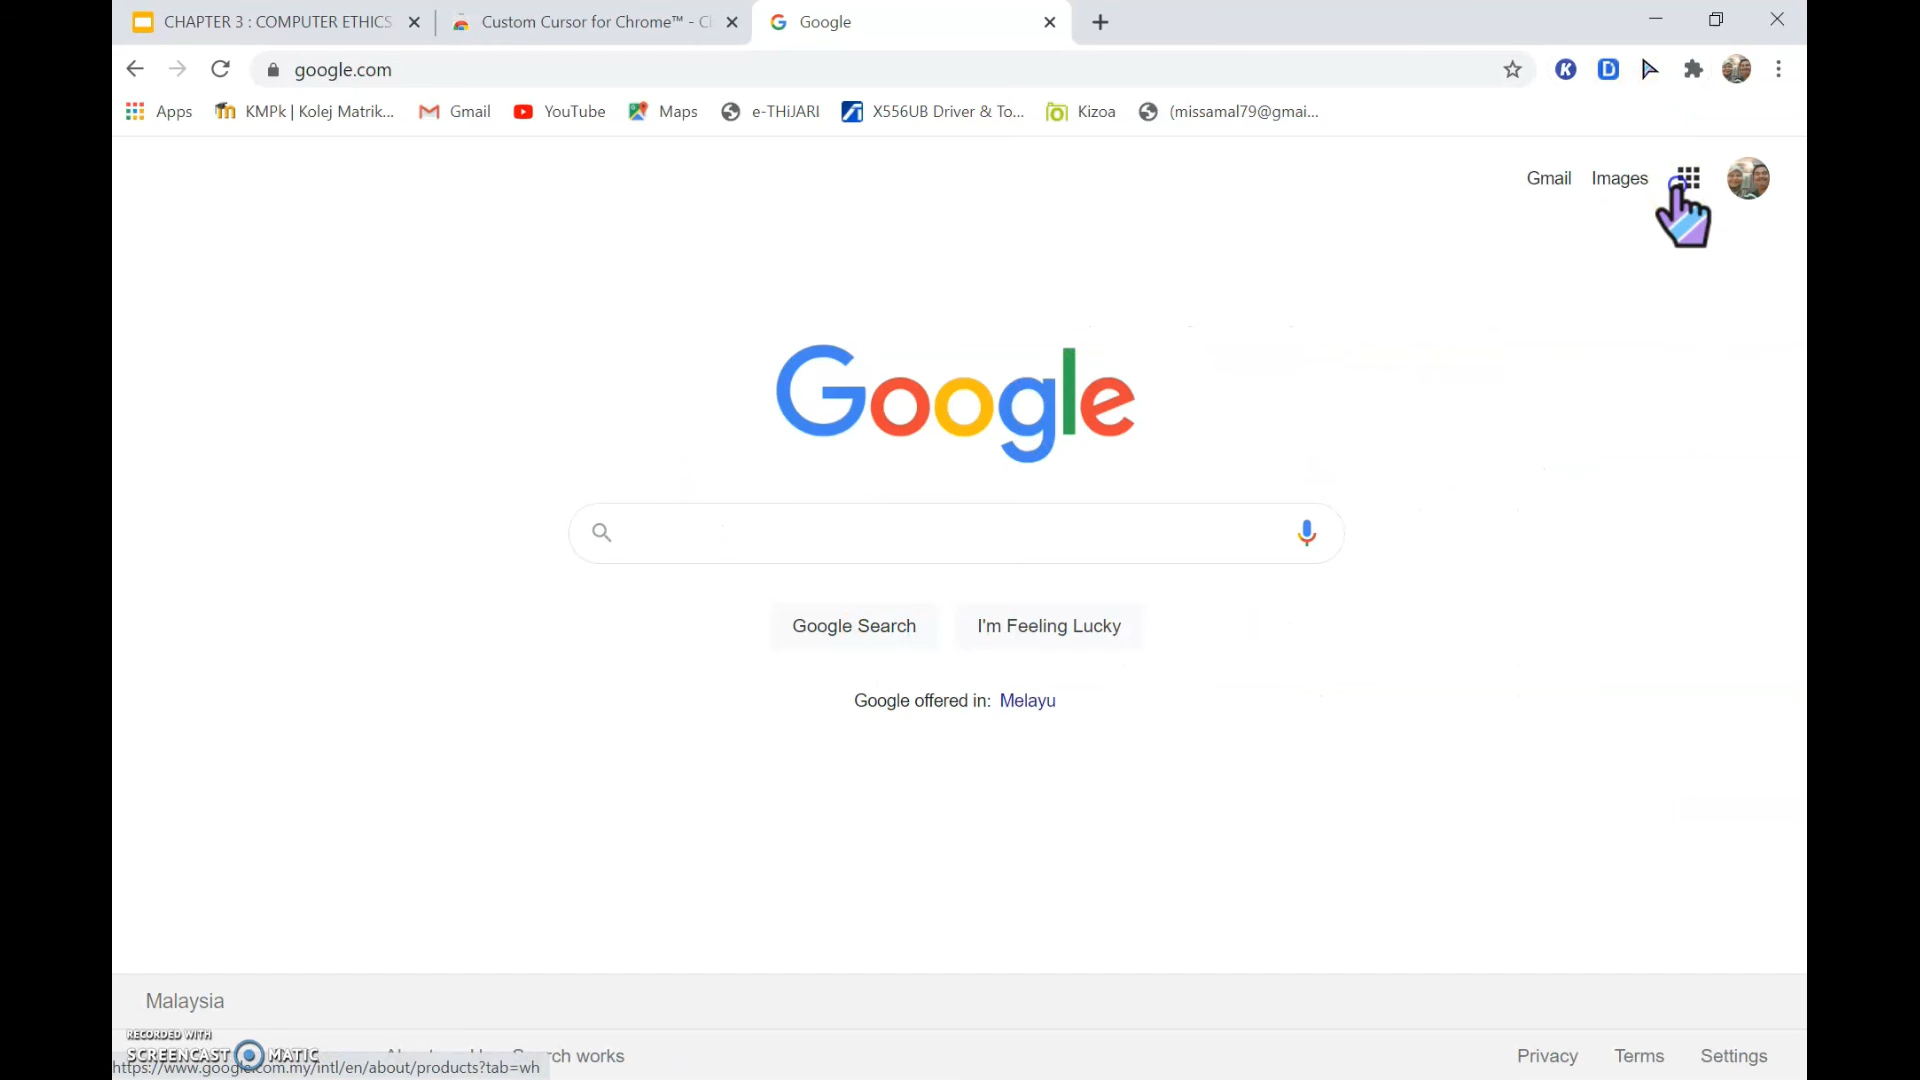 CHAPTER 3 : COMPUTER ETHICS
Custom Cursor for Chrome™ - C
Google
google.com
Apps
KMPk | Kolej Matrik...
Gmail
YouTube
Maps
e-THiJARI
X556UB Driver & To...
Kizoa
(missamal79@gmai...
Gmail
Images
Google
Google Search
I'm Feeling Lucky
Google offered in: Melayu
Malaysia
RECORDED WITH
SCREENCAST MATIC
Search works
Privacy
Terms
Settings
https://www.google.com.my/intl/en/about/products?tab=wh